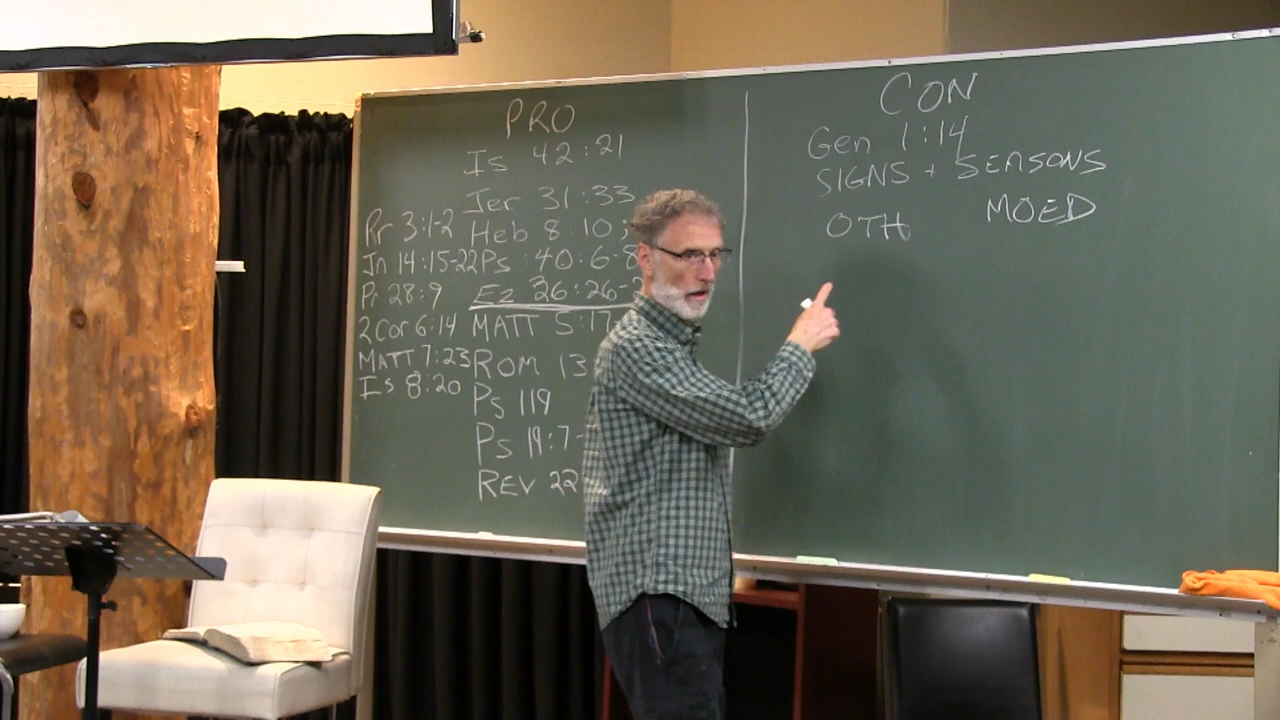 PRO
Is 42:21
Jer 31:33
Pr 3:1-2 Heb 8:10;
Jn 14:15-22 Ps 40:6-8
Pr 28:9 Ez 36:26-2
2Cor 6:14 MATT 5:17
MATT 7:23 ROM 13
Is 8:20
Ps 119
Ps 19:7-
REV 22
CON
Gen 1:14
SIGNS + SEASONS
OTH MOED